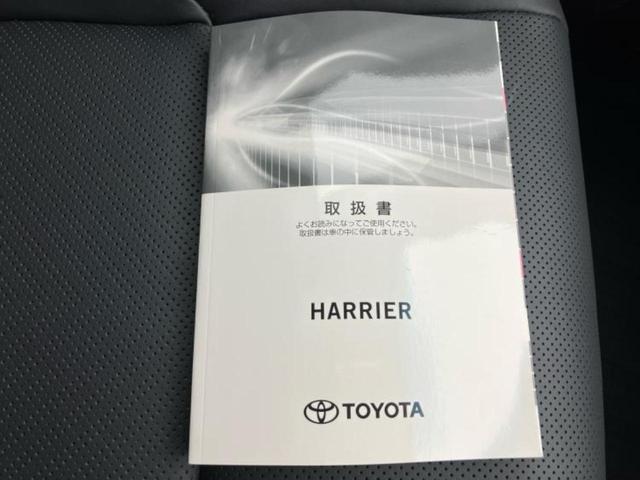 取扱書
よくお読みになってご使用ください。
取扱書は車の中に保管しましょう。
HARRIER
TOYOTA